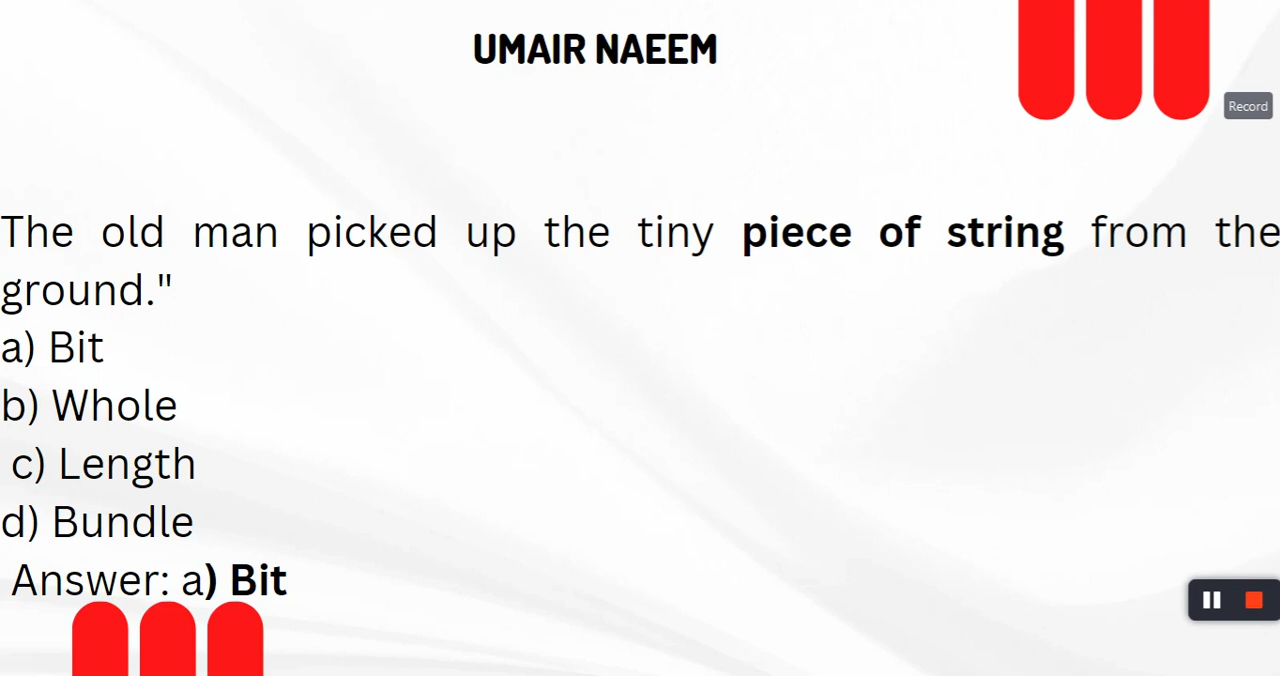 UMAIR NAEEM
Record
The old man picked up the tiny piece of string from the
ground."
a) Bit
b) Whole
c) Length
d) Bundle
Answer: a) Bit